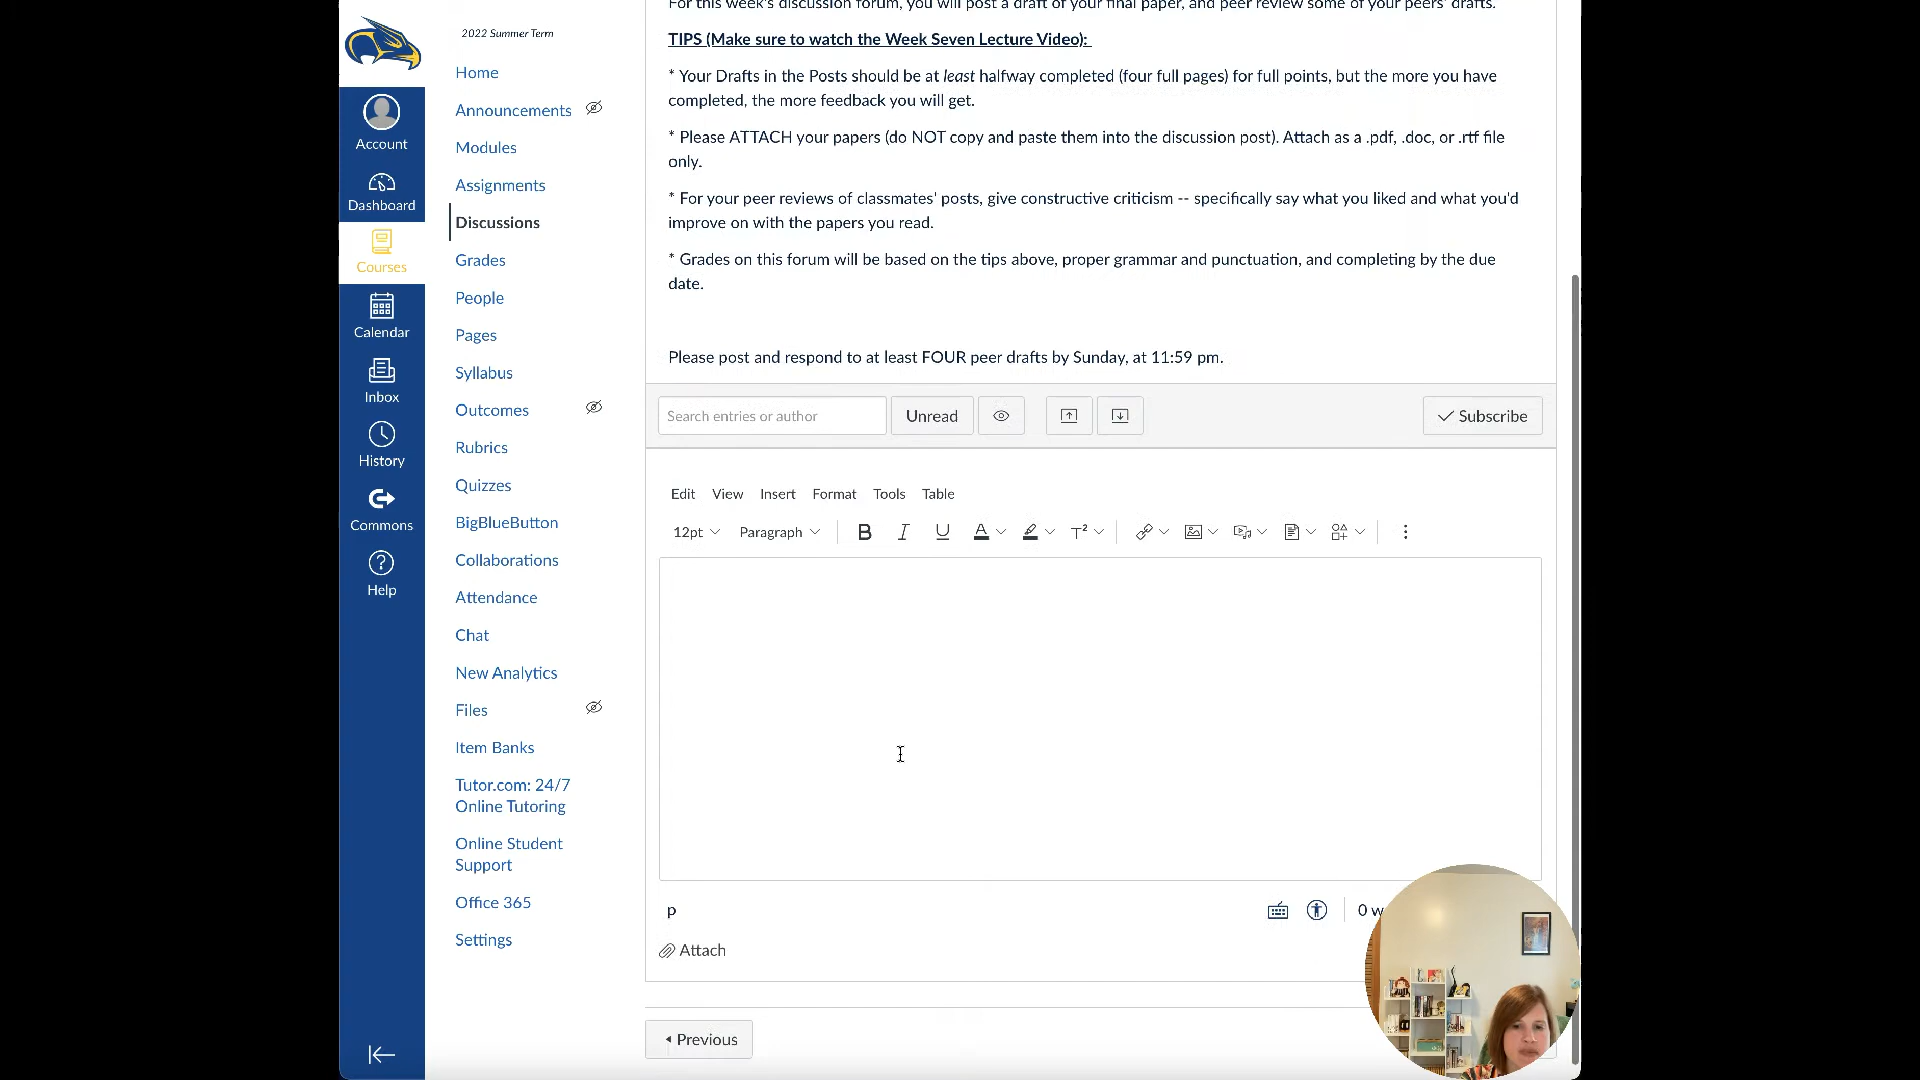 2022 Summer Term
Home
Announcements
Modules
Assignments
Discussions
Grades
People
Pages
Syllabus
Outcomes
Rubrics
Quizzes
BigBlueButton
Collaborations
Attendance
Chat
New Analytics
Files
Item Banks
Tutor.com: 24/7
Online Tutoring
Online Student
Support
Office 365
Settings
Account
Dashboard
Courses
Calendar
Inbox
History
Commons
Help
For this week's discussion forum, you will post a draft of your final paper, and peer review some of your peers' drafts.
TIPS (Make sure to watch the Week Seven Lecture Video):
* Your Drafts in the Posts should be at least halfway completed (four full pages) for full points, but the more you have
completed, the more feedback you will get.
* Please ATTACH your papers (do NOT copy and paste them into the discussion post). Attach as a .pdf, .doc, or .rtf file
only.
* For your peer reviews of classmates' posts, give constructive criticism -- specifically say what you liked and what you'd
improve on with the papers you read.
* Grades on this forum will be based on the tips above, proper grammar and punctuation, and completing by the due
date.
Please post and respond to at least FOUR peer drafts by Sunday, at 11:59 pm.
Search entries or author
Unread
Subscribe
Edit View Insert Format Tools Table
12pt Paragraph B I U A T²
p
0 w
Attach
Previous